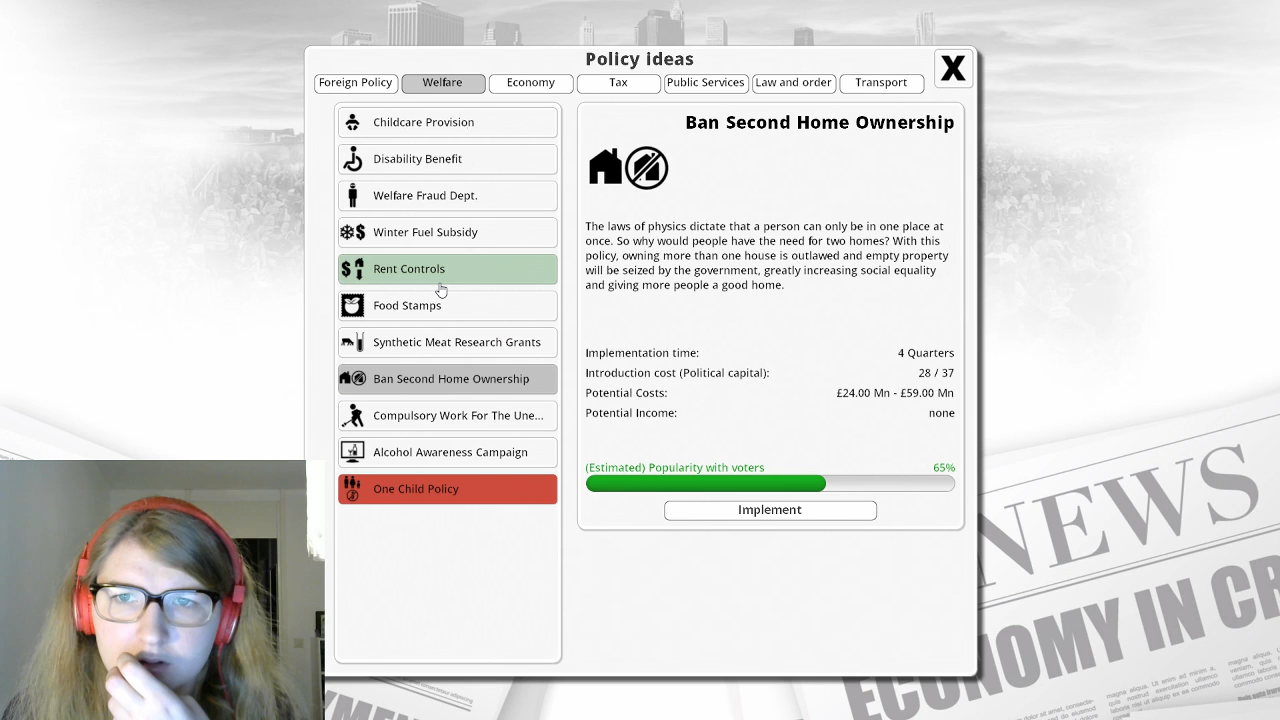 Policy ideas
X
Foreign Policy
Welfare
Economy
Tax
Public Services
Law and order
Transport
Childcare Provision
Disability Benefit
Welfare Fraud Dept.
Winter Fuel Subsidy
Rent Controls
Food Stamps
Synthetic Meat Research Grants
Ban Second Home Ownership
Compulsory Work For The Une...
Alcohol Awareness Campaign
One Child Policy
Ban Second Home Ownership
The laws of physics dictate that a person can only be in one place at
once. So why would people have the need for two homes? With this
policy, owning more than one house is outlawed and empty property
will be seized by the government, greatly increasing social equality
and giving more people a good home.
Implementation time: 4 Quarters
Introduction cost (Political capital): 28 / 37
Potential Costs: £24.00 Mn - £59.00 Mn
Potential Income: none
(Estimated) Popularity with voters 65%
Implement
NEWS
ECONOMY IN CR